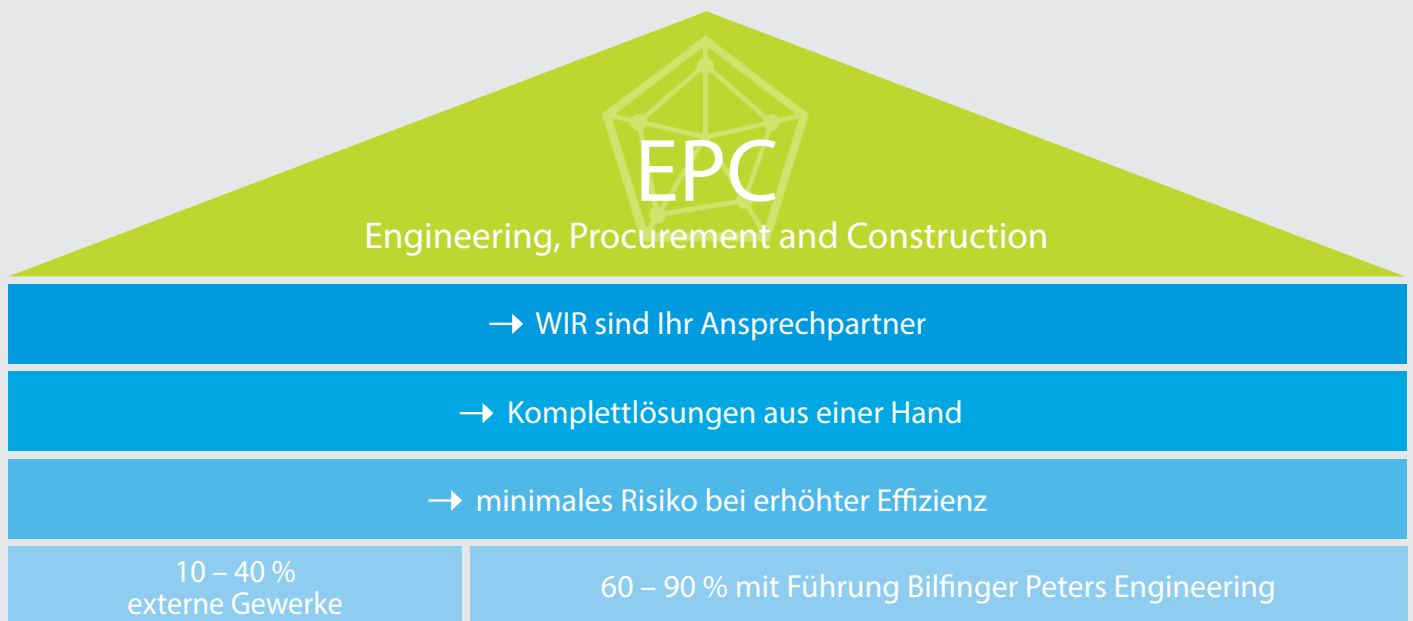 EPC
Engineering, Procurement and Construction
→ WIR sind Ihr Ansprechpartner
→ Komplettlösungen aus einer Hand
→ minimales Risiko bei erhöhter Effizienz
10 – 40 %
externe Gewerke
60 – 90 % mit Führung Bilfinger Peters Engineering